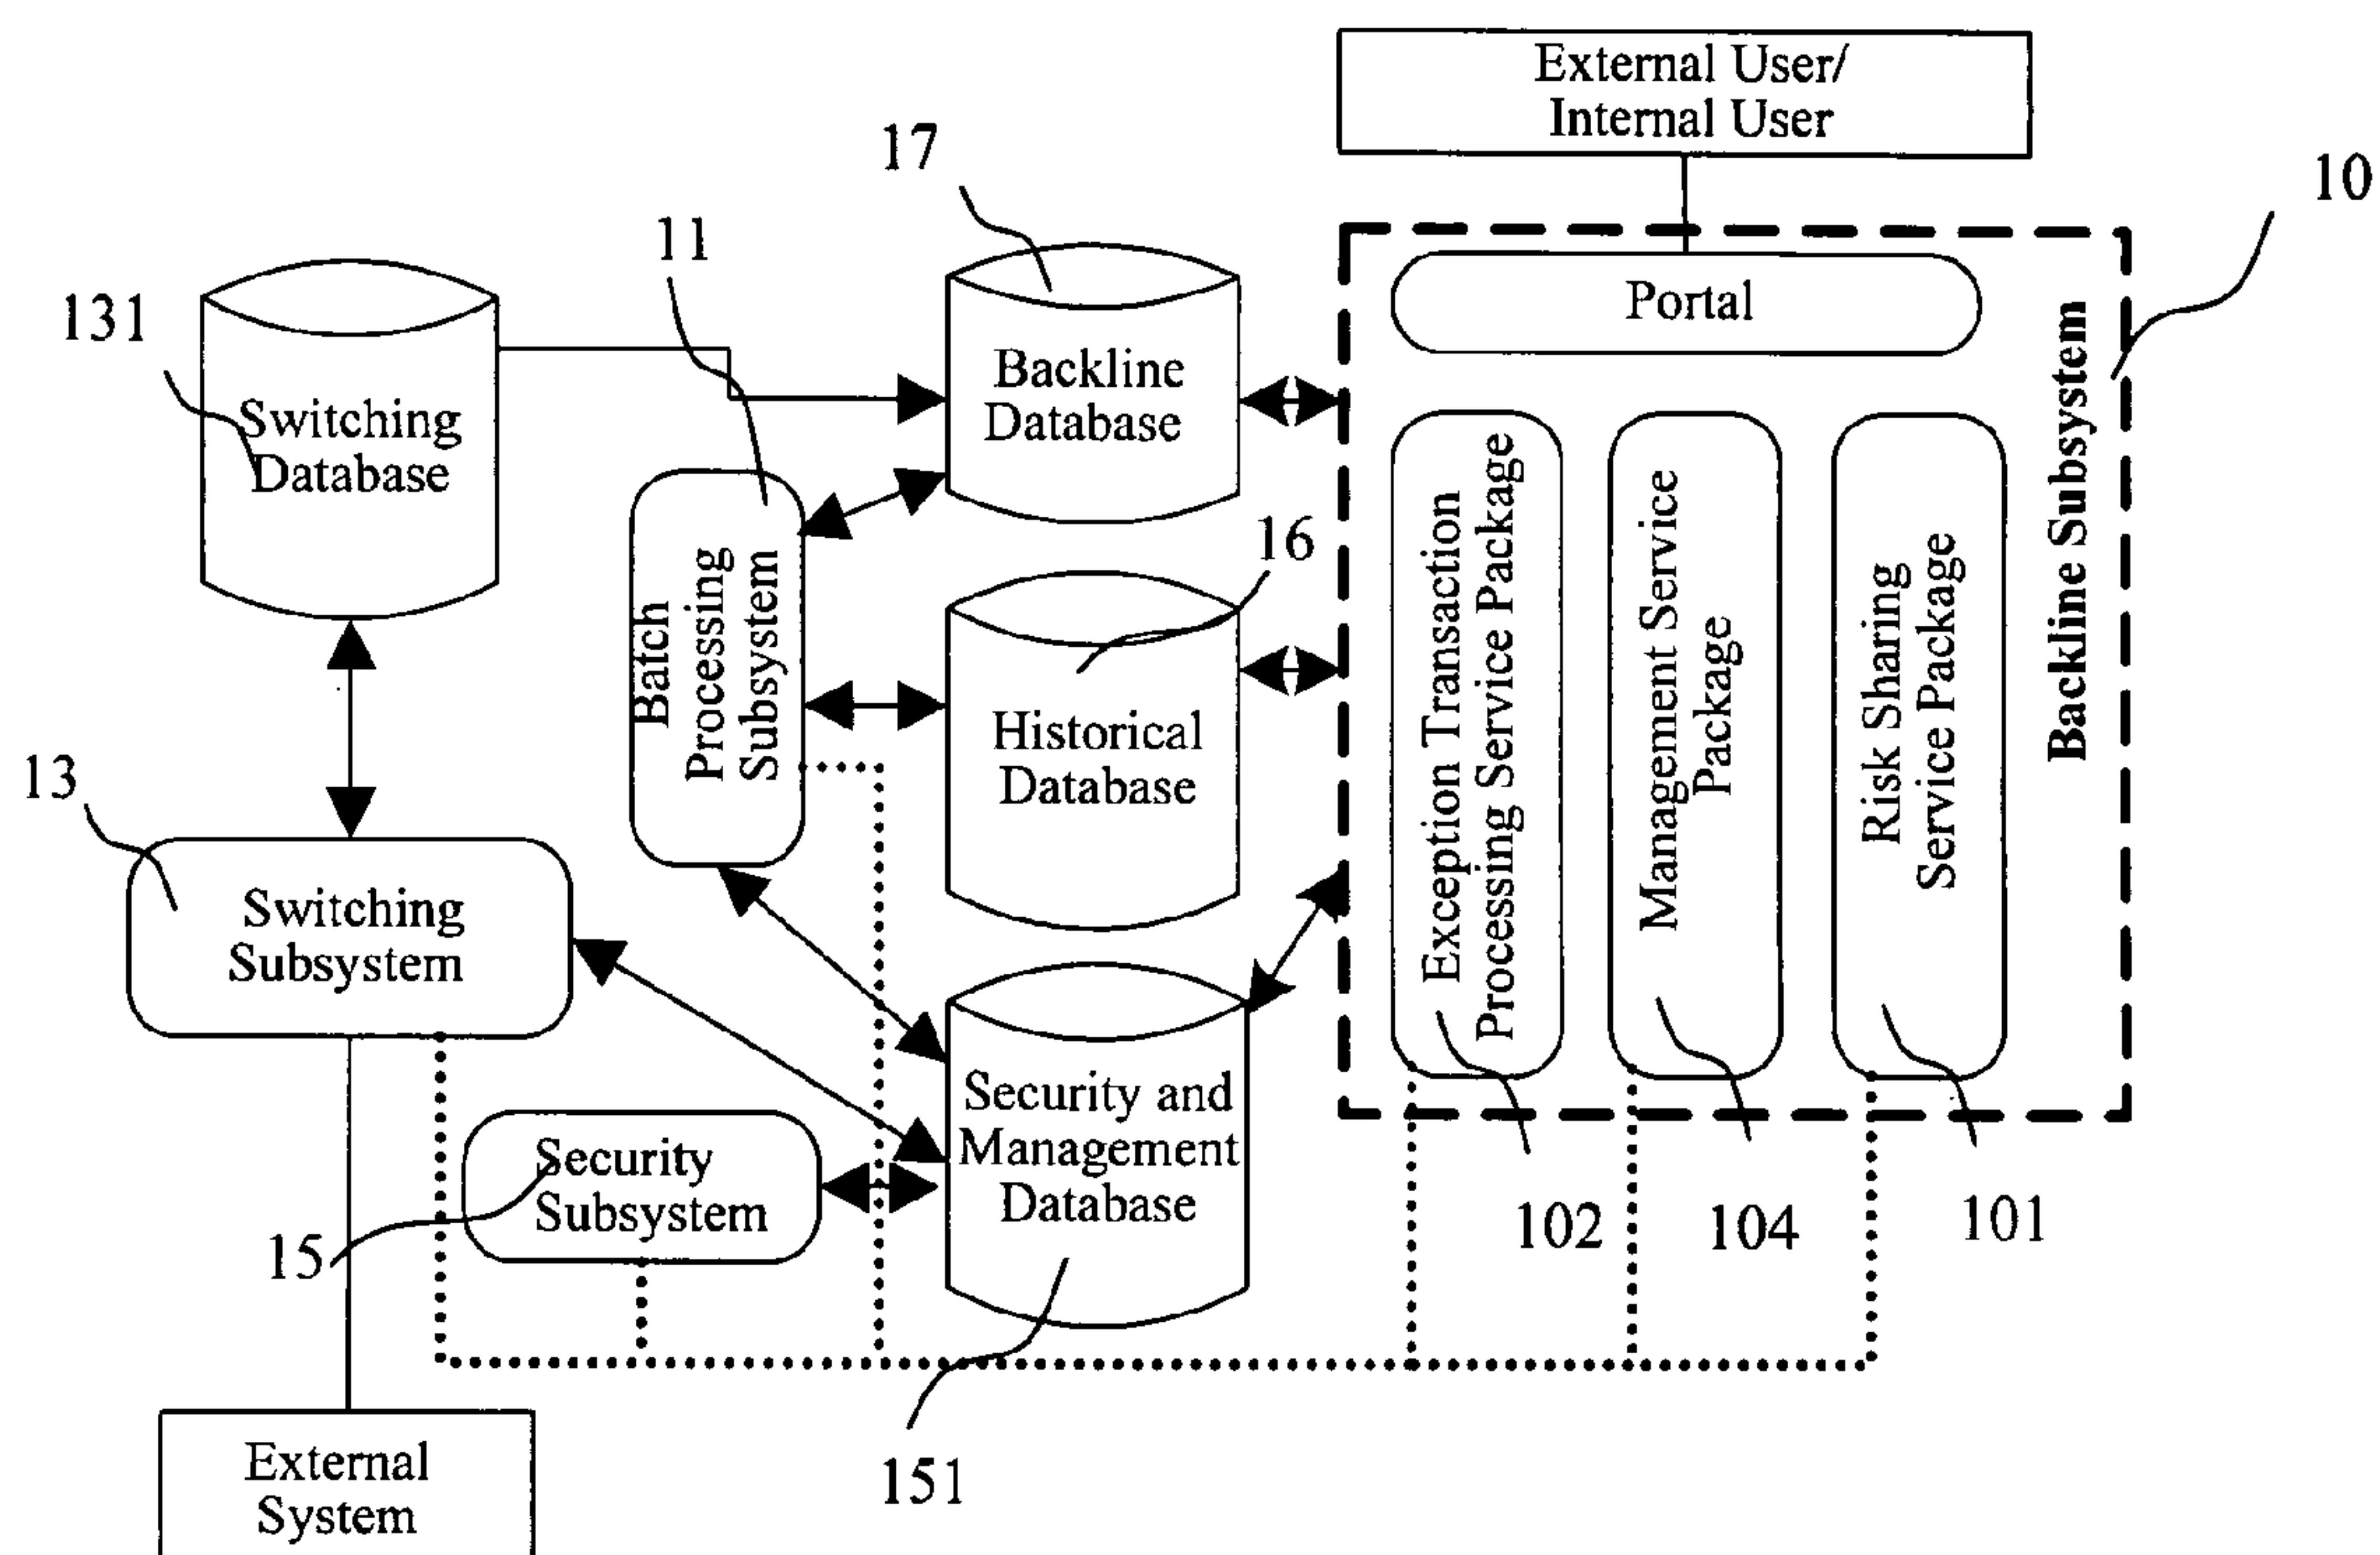 External User/
Internal User
10
17
11
131
Portal
Backline Subsystem
Switching
Database
Backline
Database
16
Batch
Processing
Subsystem
Historical
Database
Exception Transaction
Processing Service Package
Management Service
Package
Risk Sharing
Service Package
13
Switching
Subsystem
Security and
Management
Database
Security
Subsystem
15
102
104
101
151
External
System